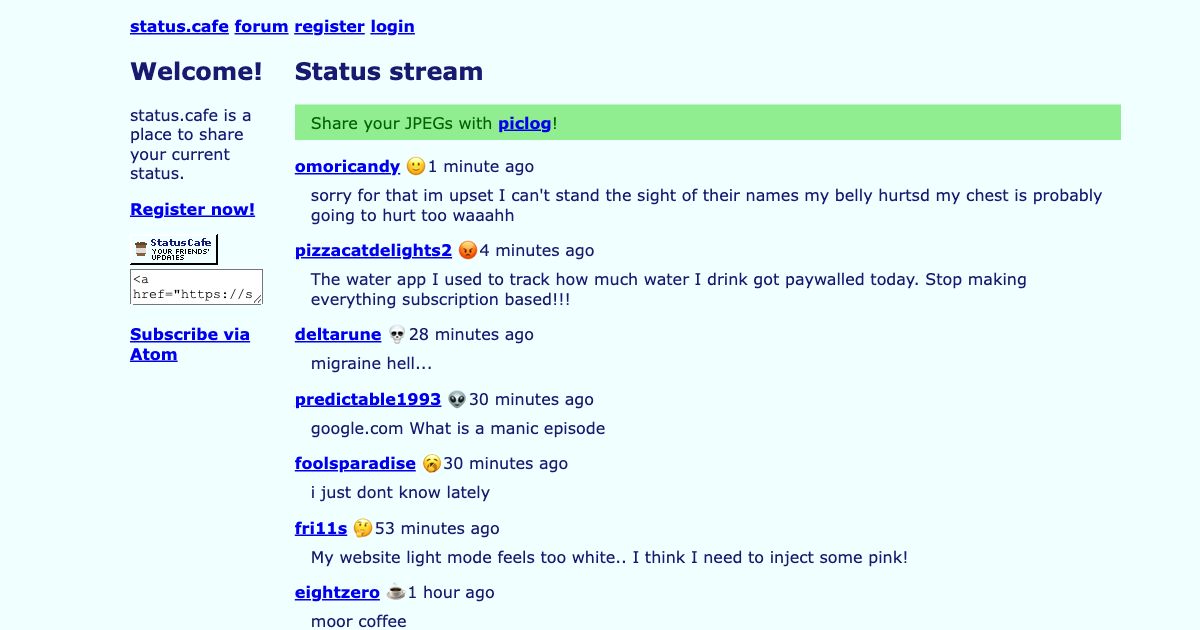 status.cafe forum register login
Welcome!
status.cafe is a
place to share
your current
status.
Register now!
StatusCafe
YOUR FRIENDS'
UPDATES
<a
href="https://s
Subscribe via
Atom
Status stream
Share your JPEGs with piclog!
omoricandy 🙂1 minute ago
sorry for that im upset I can't stand the sight of their names my belly hurtsd my chest is probably
going to hurt too waaahh
pizzacatdelights2 😡4 minutes ago
The water app I used to track how much water I drink got paywalled today. Stop making
everything subscription based!!!
deltarune 💀28 minutes ago
migraine hell...
predictable1993 👽30 minutes ago
google.com What is a manic episode
foolsparadise 🥱30 minutes ago
i just dont know lately
fri11s 🤔53 minutes ago
My website light mode feels too white.. I think I need to inject some pink!
eightzero ☕1 hour ago
moor coffee